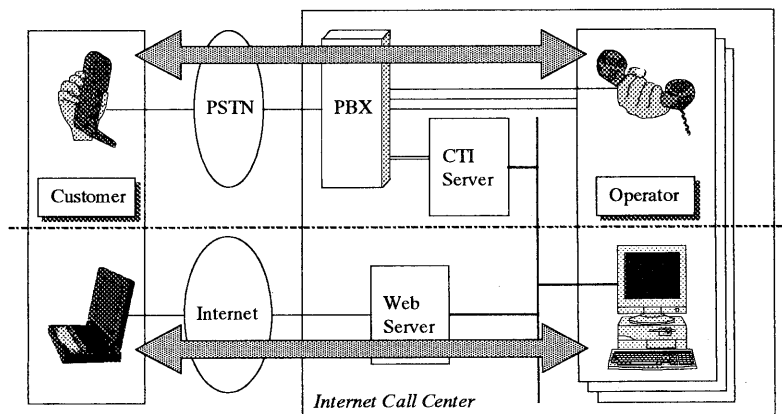 PSTN
PBX
CTI
Server
Customer
Operator
Internet
Web
Server
Internet Call Center